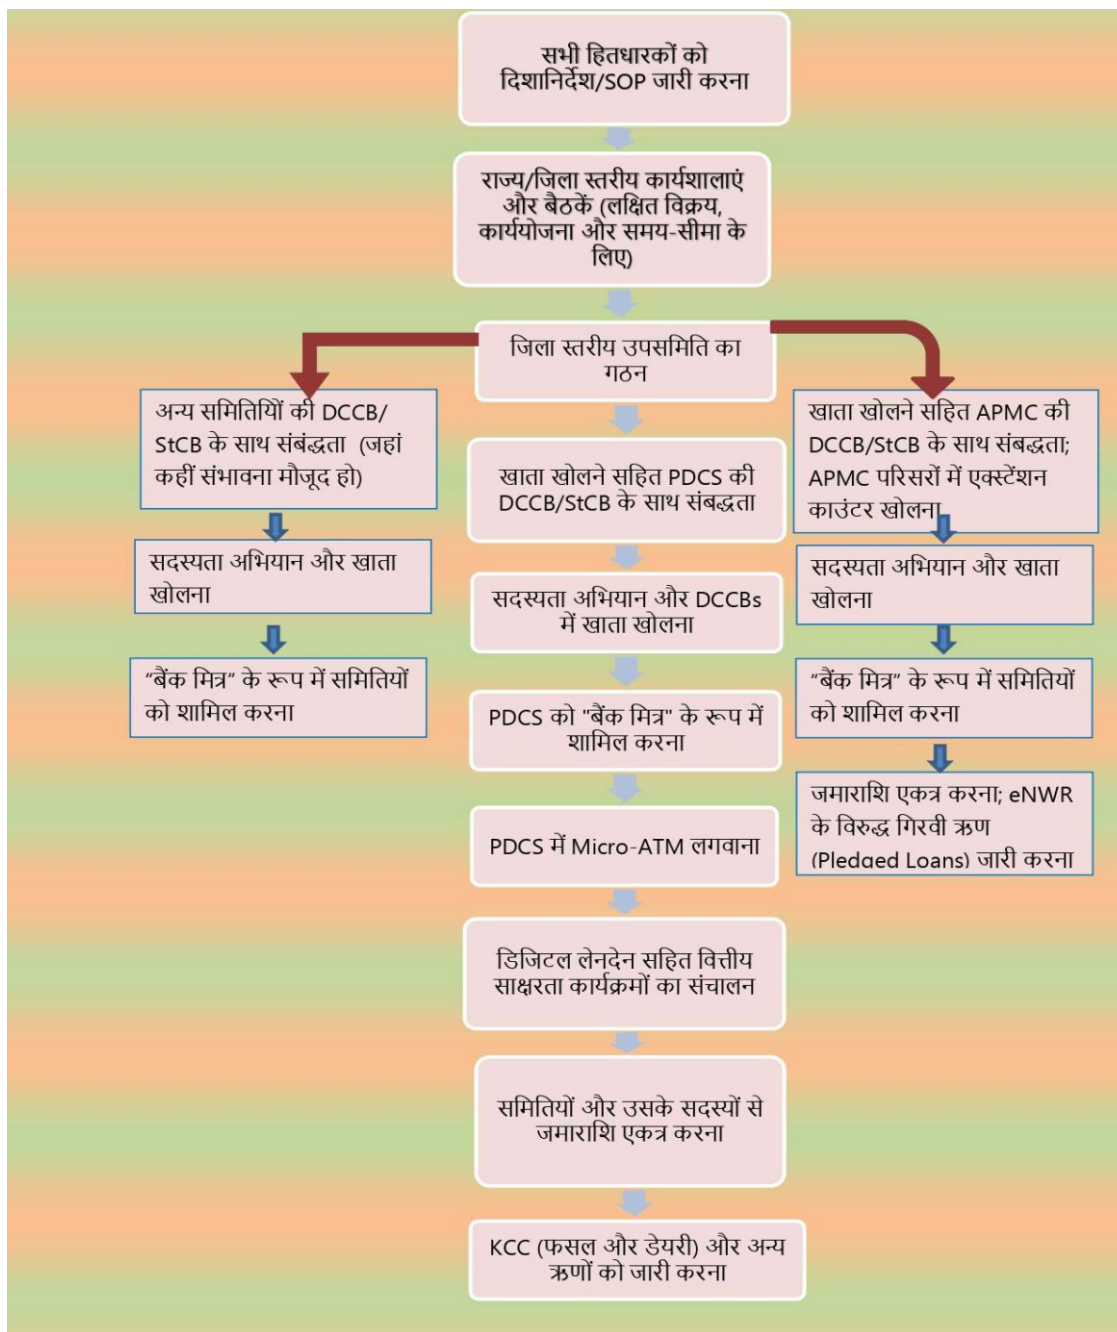 सभी हितधारकों को
दिशानिर्देश/SOP जारी करना
राज्य/जिला स्तरीय कार्यशालाएं
और बैठकें (लक्षित विक्रय,
कार्ययोजना और समय-सीमा के
लिए)
जिला स्तरीय उपसमिति का
गठन
अन्य समितियिों की DCCB/
StCB के साथ संबंद्धता (जहां
कहीं संभावना मौजूद हो)
सदस्यता अभियान और खाता
खोलना
“बैंक मित्र” के रूप में समितियों
को शामिल करना
खाता खोलने सहित PDCS की
DCCB/StCB के साथ संबद्धता
सदस्यता अभियान और DCCBs
में खाता खोलना
PDCS को "बैंक मित्र" के रूप में
शामिल करना
PDCS में Micro-ATM लगवाना
डिजिटल लेनदेन सहित वित्तीय
साक्षरता कार्यक्रमों का संचालन
समितियों और उसके सदस्यों से
जमाराशि एकत्र करना
KCC (फसल और डेयरी) और अन्य
ऋणों को जारी करना
खाता खोलने सहित APMC की
DCCB/StCB के साथ संबद्धता;
APMC परिसरों में एक्स्टेंशन
काउंटर खोलना
सदस्यता अभियान और खाता
खोलना
“बैंक मित्र” के रूप में समितियों
को शामिल करना
जमाराशि एकत्र करना; eNWR
के विरुद्ध गिरवी ऋण
(Pledged Loans) जारी करना